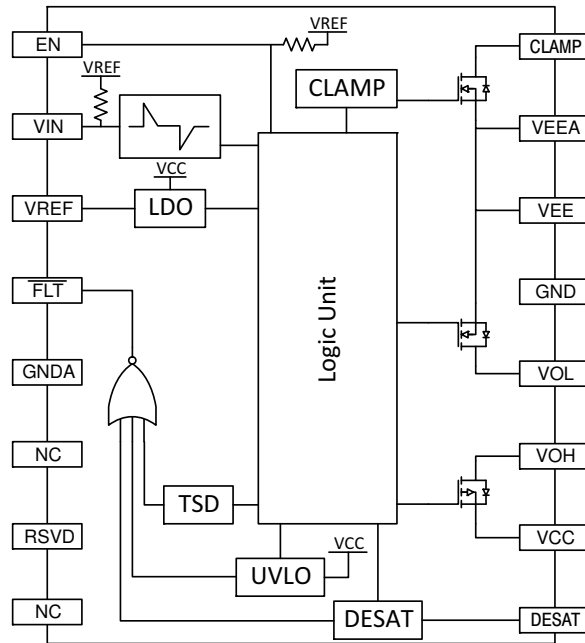 EN
VREF
CLAMP
VREF
CLAMP
VIN
VEEA
VCC
VREF
LDO
VEE
FLT
GND
Logic Unit
GNDA
VOL
NC
VOH
TSD
RSVD
VCC
VCC
UVLO
NC
DESAT
DESAT